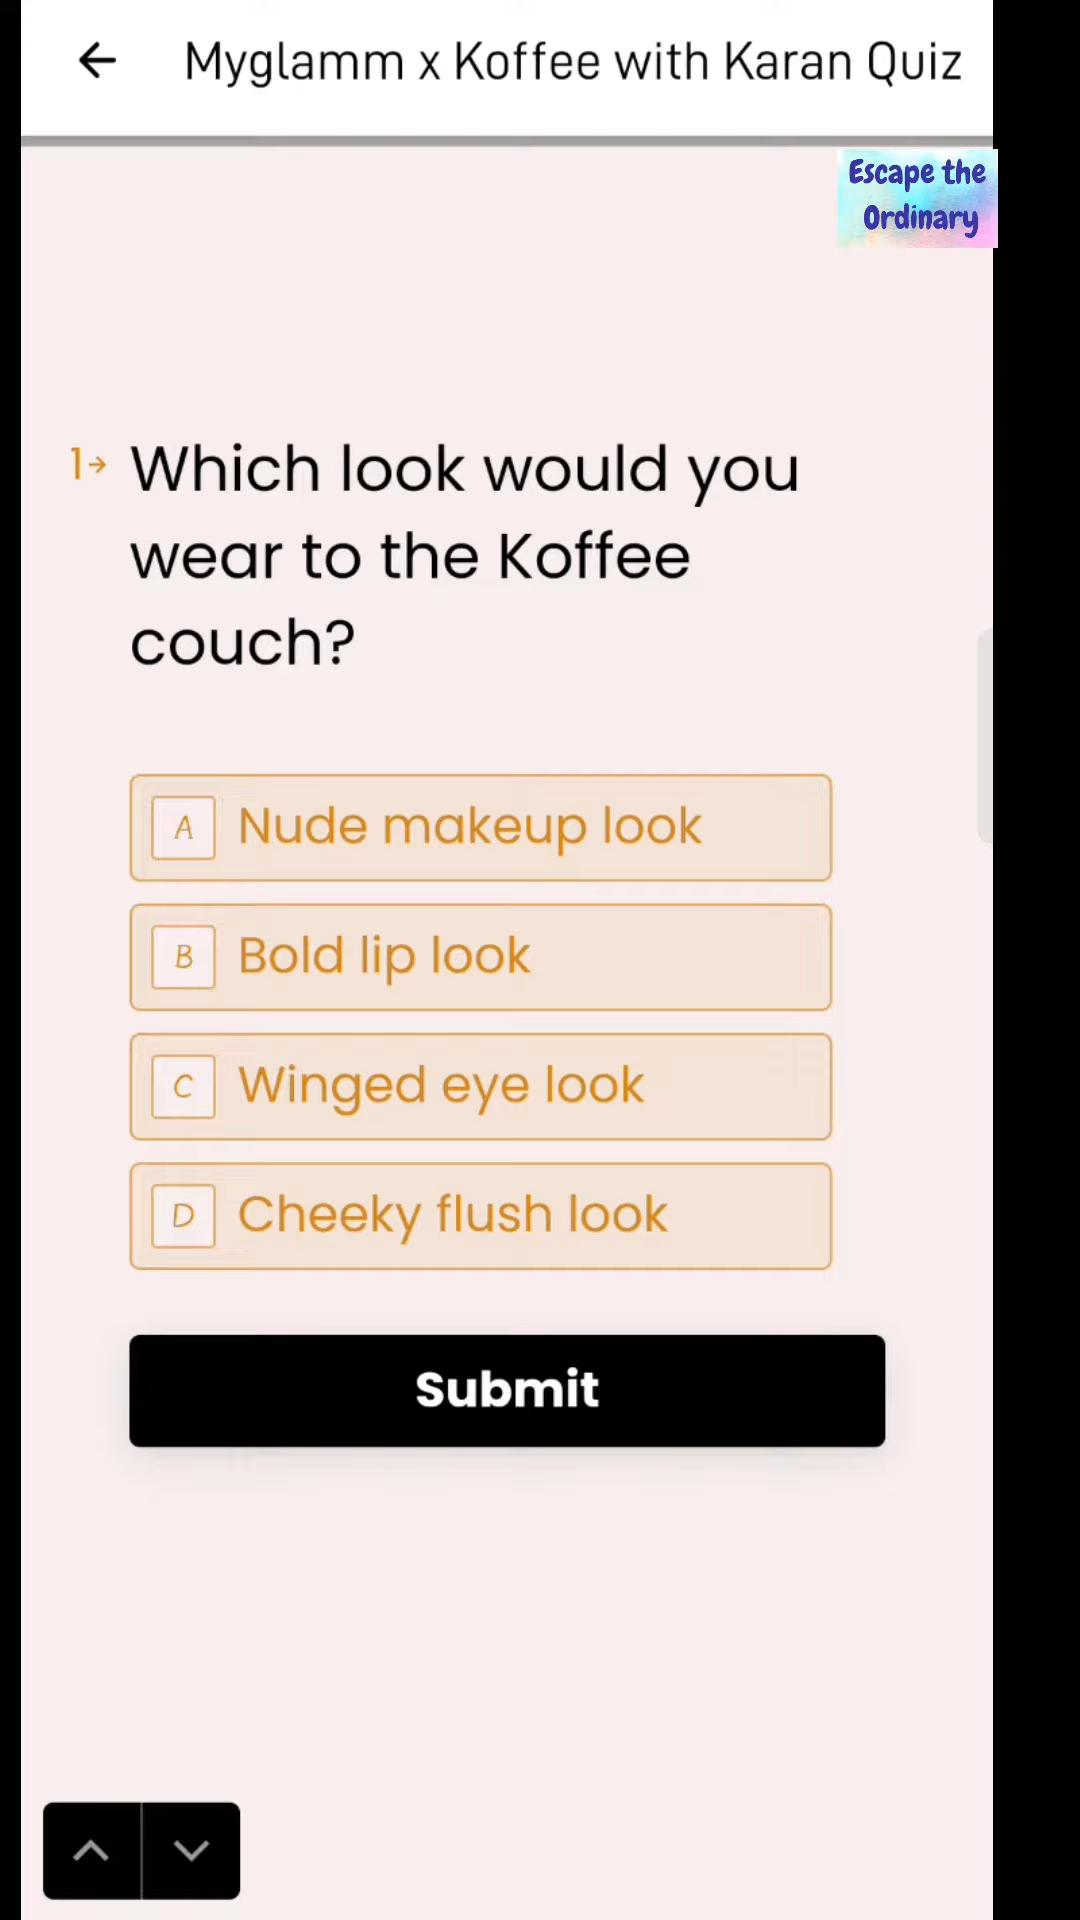 Myglamm x Koffee with Karan Quiz
Escape the
Ordinary
1→ Which look would you
wear to the Koffee
couch?
A Nude makeup look
B Bold lip look
C Winged eye look
D Cheeky flush look
Submit